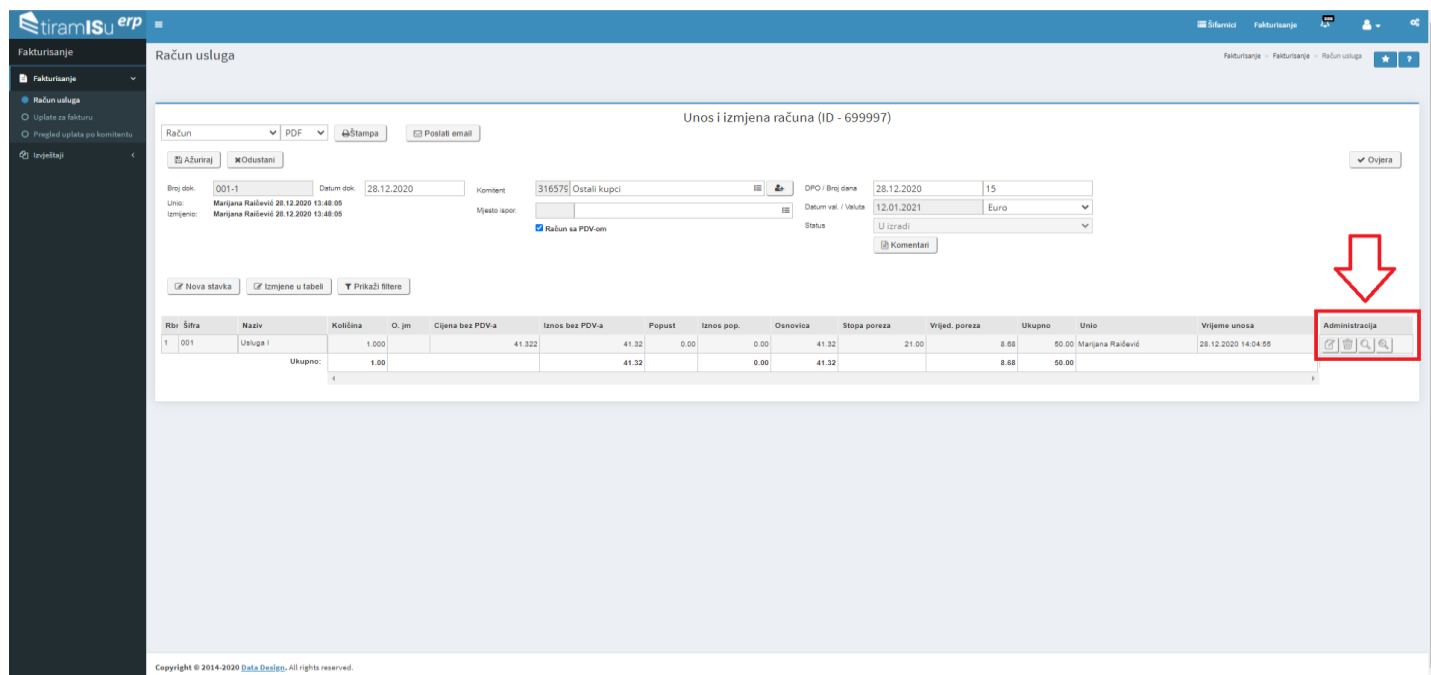 tiramISu erp
Šifarnici Fakturisanje
Fakturisanje
Račun usluga
Fakturisanje > Fakturisanje > Račun usluga ?
Fakturisanje
Račun usluga
Uplate za fakturu
Pregled uplata po komitentu
Izvještaji
Unos i izmjena računa (ID - 699997)
Račun PDF Štampa Poslati email
Ažuriraj Odustani Ovjera
Broj dok. 001-1 Datum dok. 28.12.2020 Komitent 316579 Ostali kupci DPO / Broj dana 28.12.2020 15
Unio: Marijana Raičević 28.12.2020 13:48:05 Mjesto ispor. Datum val. / Valuta 12.01.2021 Euro
Izmijenio: Marijana Raičević 28.12.2020 13:48:05
Račun sa PDV-om Status U izradi
Komentari
Nova stavka Izmjene u tabeli Prikaži filtere
Rbr Šifra Naziv Količina O. jm Cijena bez PDV-a Iznos bez PDV-a Popust Iznos pop. Osnovica Stopa poreza Vrijed. poreza Ukupno Unio Vrijeme unosa Administracija
1 001 Usluga I 1.000 41.322 41.32 0.00 0.00 41.32 21.00 8.68 50.00 Marijana Raičević 28.12.2020 14:04:55
Ukupno: 1.00 41.32 0.00 41.32 8.68 50.00
Copyright © 2014-2020 Data Design. All rights reserved.